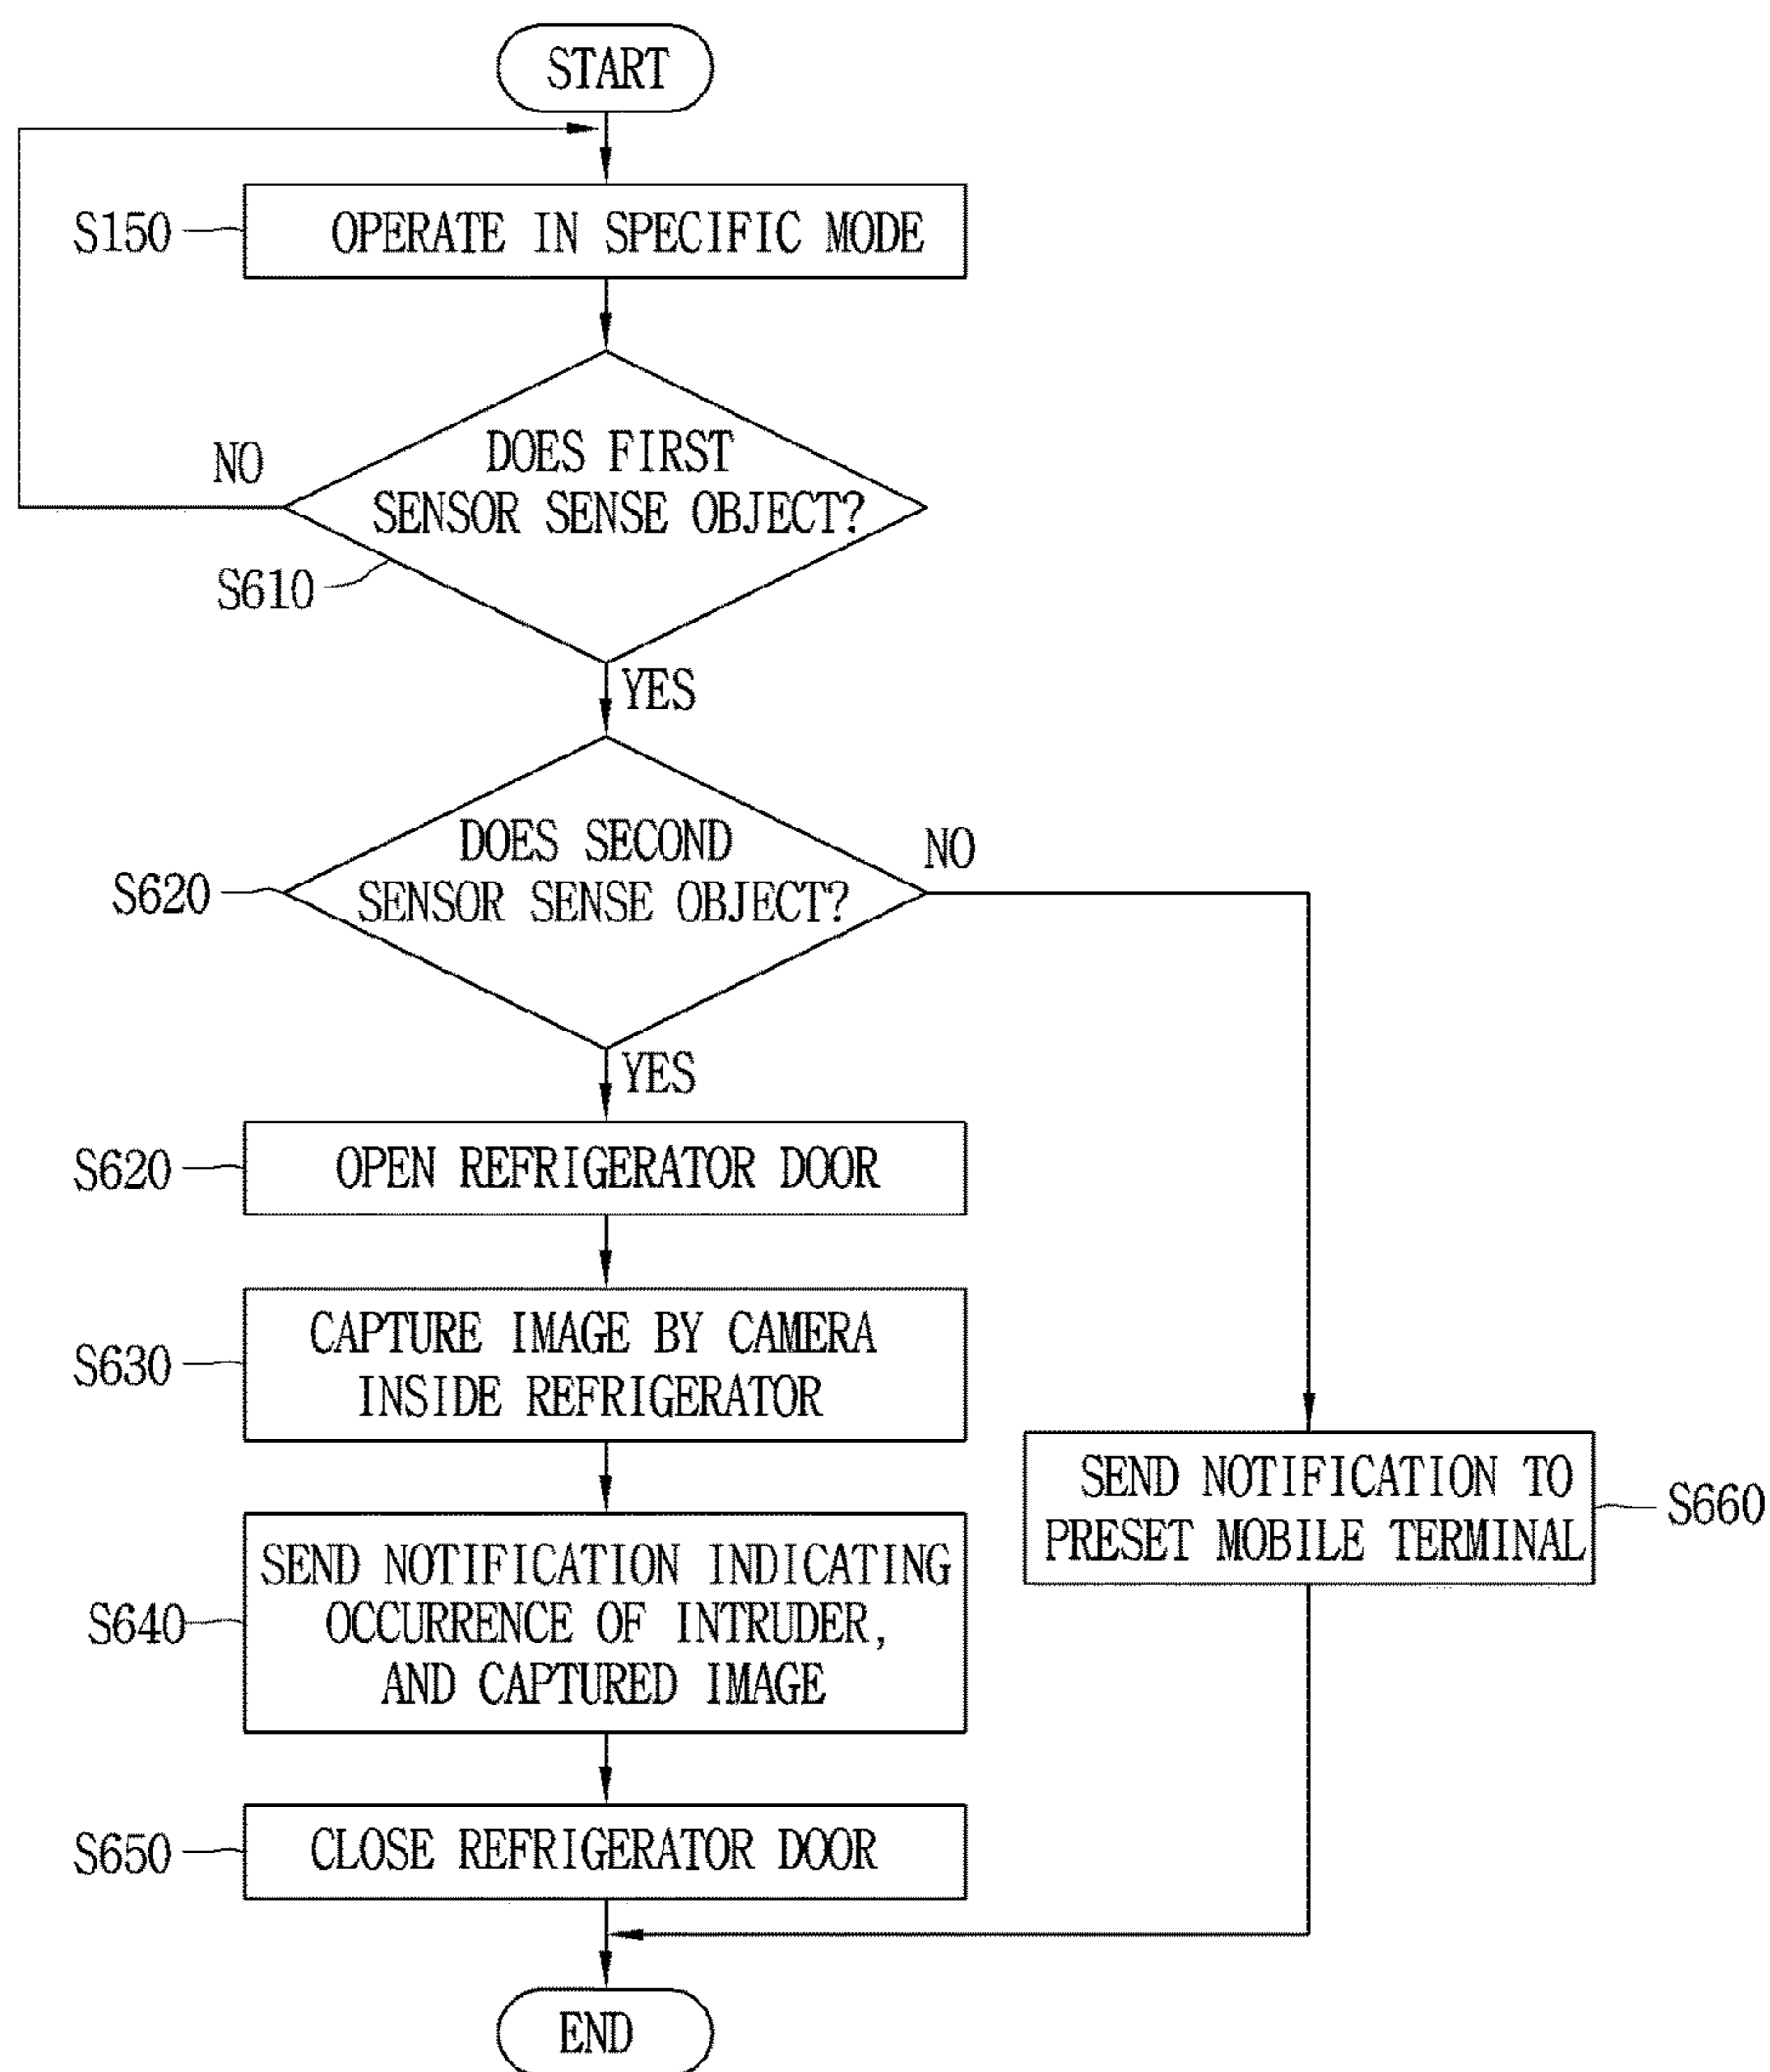 START
S150
OPERATE IN SPECIFIC MODE
NO
DOES FIRST
SENSOR SENSE OBJECT?
S610
YES
DOES SECOND
SENSOR SENSE OBJECT?
NO
S620
YES
S620
OPEN REFRIGERATOR DOOR
S630
CAPTURE IMAGE BY CAMERA
INSIDE REFRIGERATOR
SEND NOTIFICATION TO
PRESET MOBILE TERMINAL
S660
S640
SEND NOTIFICATION INDICATING
OCCURRENCE OF INTRUDER,
AND CAPTURED IMAGE
S650
CLOSE REFRIGERATOR DOOR
END